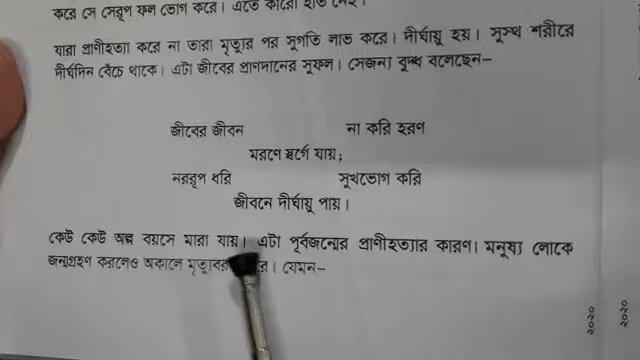 করে সে সেরূপ ফল ভোগ করে। এতে কারো হাত নেই।
যারা প্রাণীহত্যা করে না তারা মৃত্যুর পর সুগতি লাভ করে। দীর্ঘায়ু হয়। সুস্থ শরীরে
দীর্ঘদিন বেঁচে থাকে। এটা জীবের প্রাণদানের সুফল। সেজন্য বুদ্ধ বলেছেন–
জীবের জীবন না করি হরণ
মরণে স্বর্গে যায়;
নররূপ ধরি সুখভোগ করি
জীবনে দীর্ঘায়ু পায়।
কেউ কেউ অল্প বয়সে মারা যায়। এটা পূর্বজন্মের প্রাণীহত্যার কারণ। মনুষ্য লোকে
জন্মগ্রহণ করলেও অকালে মৃত্যুবরণ করে। যেমন–
২০২০
২০২০